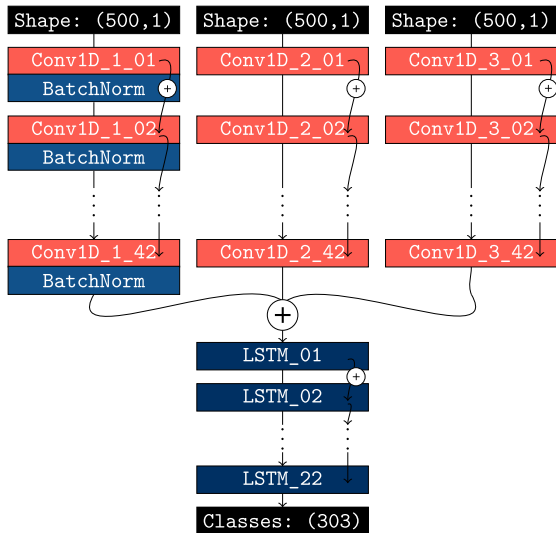 Shape: (500,1) Shape: (500,1) Shape: (500,1)
Conv1D_1_01 Conv1D_2_01 Conv1D_3_01
BatchNorm + + +
Conv1D_1_02 Conv1D_2_02 Conv1D_3_02
BatchNorm
Conv1D_1_42 Conv1D_2_42 Conv1D_3_42
BatchNorm
+
LSTM_01
+
LSTM_02
LSTM_22
Classes: (303)